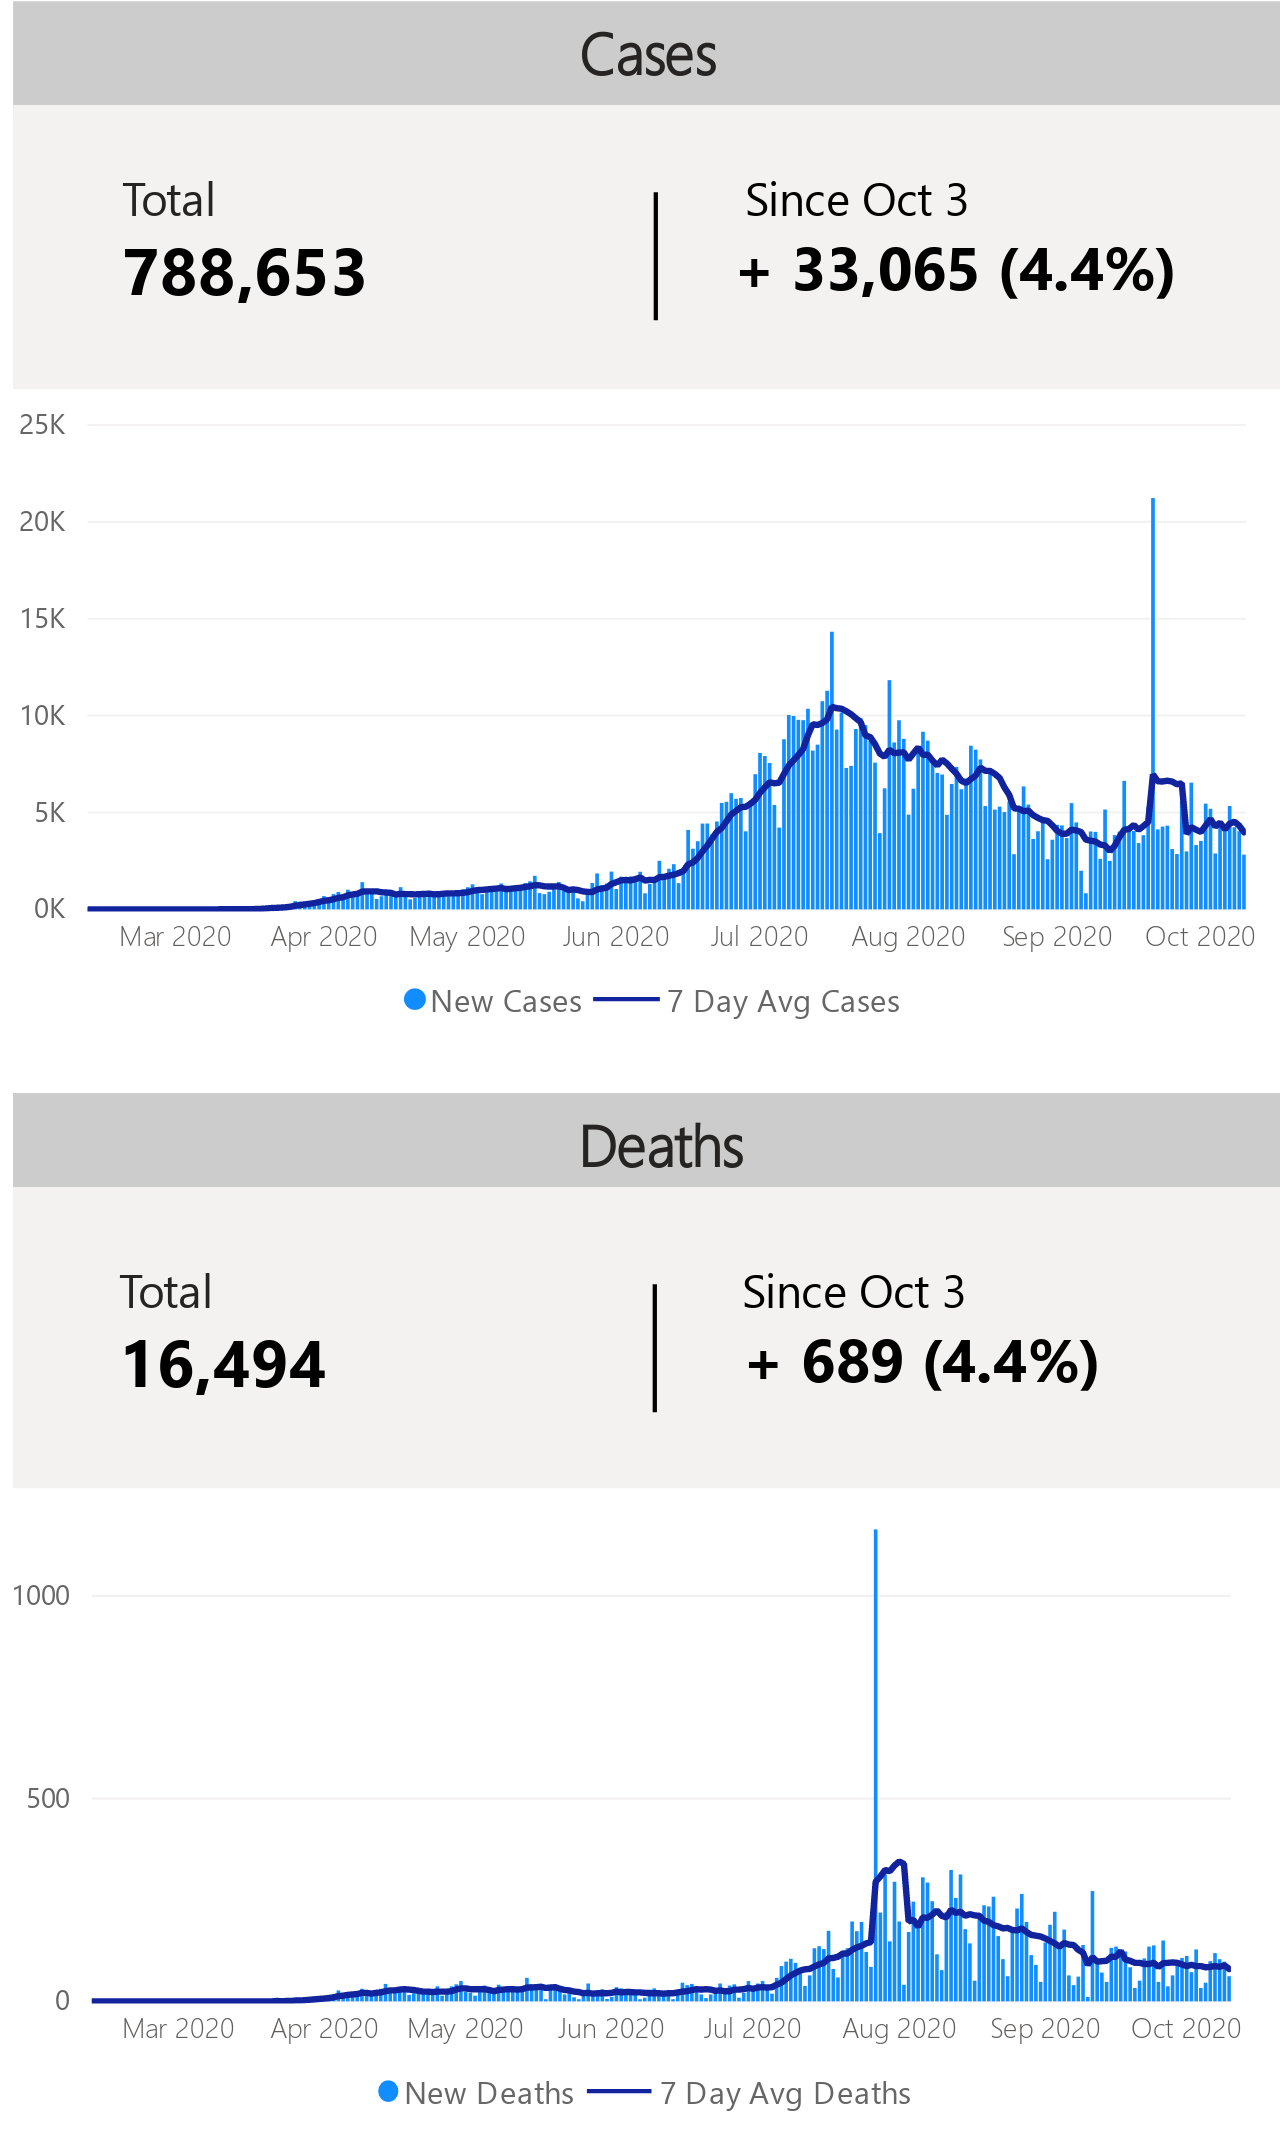 Cases
Total
Since Oct 3
788,653
+ 33,065 (4.4%)
25K
20K
15K
10K
5K
0K
Mar 2020 Apr 2020 May 2020 Jun 2020 Jul 2020 Aug 2020 Sep 2020 Oct 2020
New Cases 7 Day Avg Cases
Deaths
Total
Since Oct 3
16,494
+ 689 (4.4%)
1000
500
0
Mar 2020 Apr 2020 May 2020 Jun 2020 Jul 2020 Aug 2020 Sep 2020 Oct 2020
New Deaths 7 Day Avg Deaths